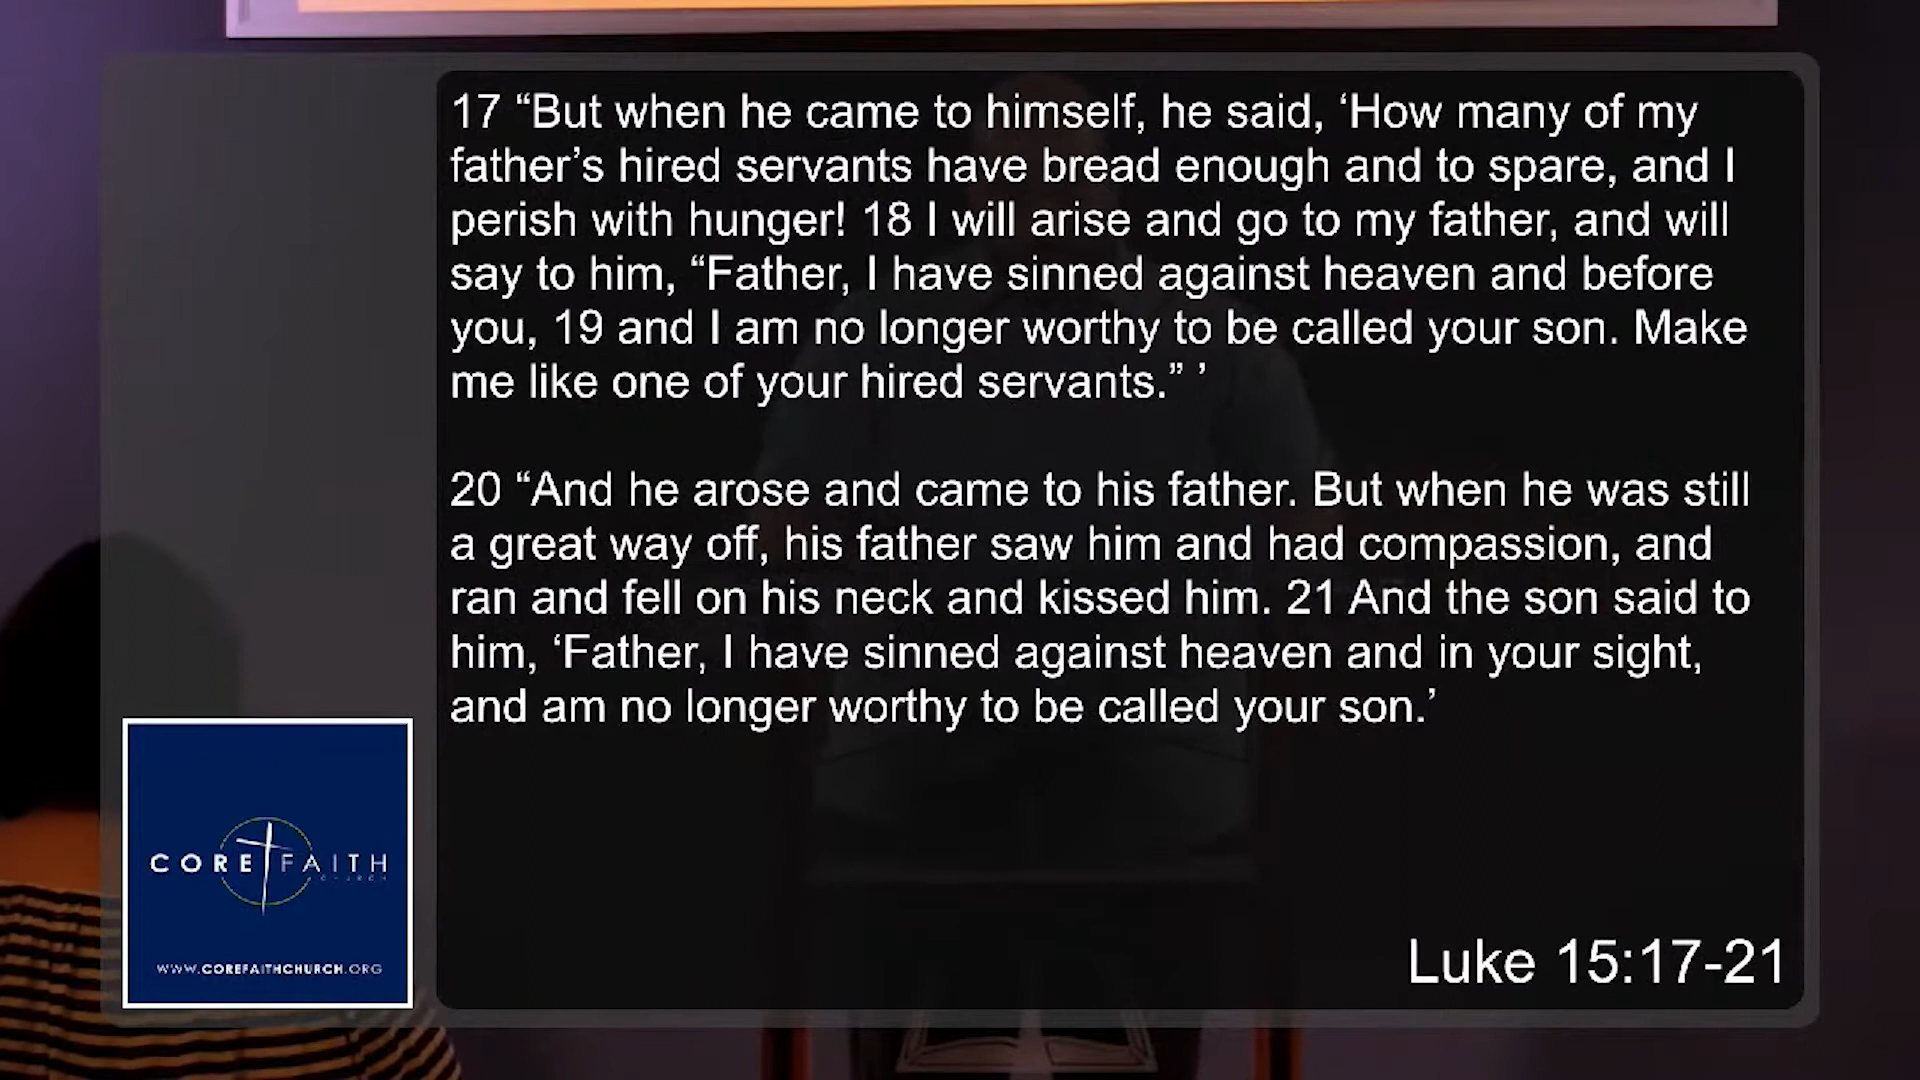 17 “But when he came to himself, he said, ‘How many of my
father’s hired servants have bread enough and to spare, and I
perish with hunger! 18 I will arise and go to my father, and will
say to him, “Father, I have sinned against heaven and before
you, 19 and I am no longer worthy to be called your son. Make
me like one of your hired servants.” ’
20 “And he arose and came to his father. But when he was still
a great way off, his father saw him and had compassion, and
ran and fell on his neck and kissed him. 21 And the son said to
him, ‘Father, I have sinned against heaven and in your sight,
and am no longer worthy to be called your son.’
Luke 15:17-21
CORE FAITH
CHURCH
WWW.COREFAITHCHURCH.ORG